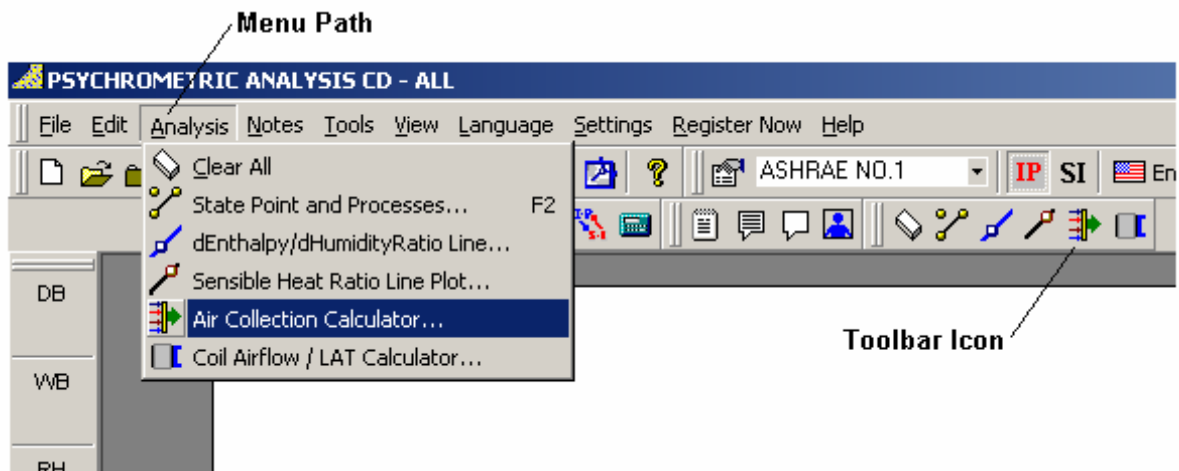 Menu Path
PSYCHROMETRIC ANALYSIS CD - ALL
File Edit Analysis Notes Tools View Language Settings Register Now Help
ASHRAE NO.1 IP SI En
Clear All
State Point and Processes... F2
I-P
S-I
dEnthalpy/dHumidityRatio Line...
Sensible Heat Ratio Line Plot...
DB
Air Collection Calculator...
Toolbar Icon
Coil Airflow / LAT Calculator...
WB
RH